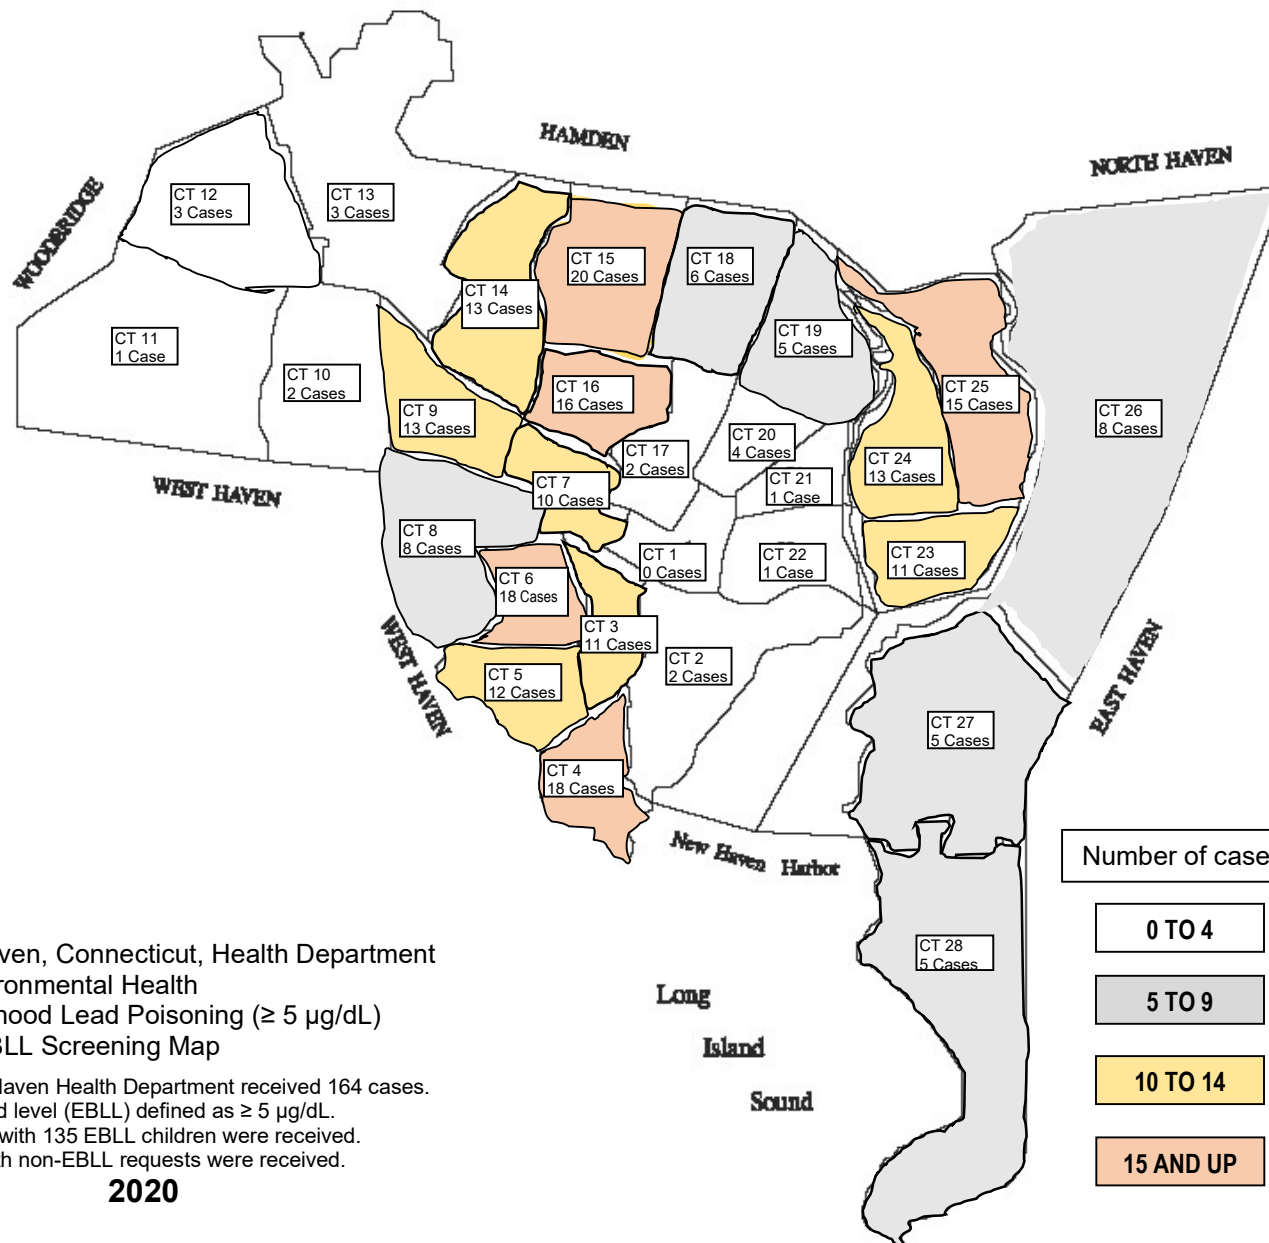 HAMDEN
NORTH HAVEN
WOODBRIDGE
CT 12
3 Cases
CT 13
3 Cases
CT 15
20 Cases
CT 18
6 Cases
CT 14
13 Cases
CT 19
5 Cases
CT 11
1 Case
CT 10
2 Cases
CT 16
16 Cases
CT 25
15 Cases
CT 9
13 Cases
CT 26
8 Cases
CT 20
4 Cases
CT 17
2 Cases
CT 24
13 Cases
CT 7
10 Cases
CT 21
1 Case
WEST HAVEN
CT 8
8 Cases
CT 1
0 Cases
CT 22
1 Case
CT 23
11 Cases
CT 6
18 Cases
CT 3
11 Cases
WEST HAVEN
CT 2
2 Cases
CT 5
12 Cases
EAST HAVEN
CT 27
5 Cases
CT 4
18 Cases
New Haven Harbor
Number of case
0 TO 4
5 TO 9
10 TO 14
15 AND UP
CT 28
5 Cases
Long
Island
Sound
ven, Connecticut, Health Department
ronmental Health
hood Lead Poisoning (≥ 5 µg/dL)
BLL Screening Map
Haven Health Department received 164 cases.
d level (EBLL) defined as ≥ 5 µg/dL.
with 135 EBLL children were received.
th non-EBLL requests were received.
2020